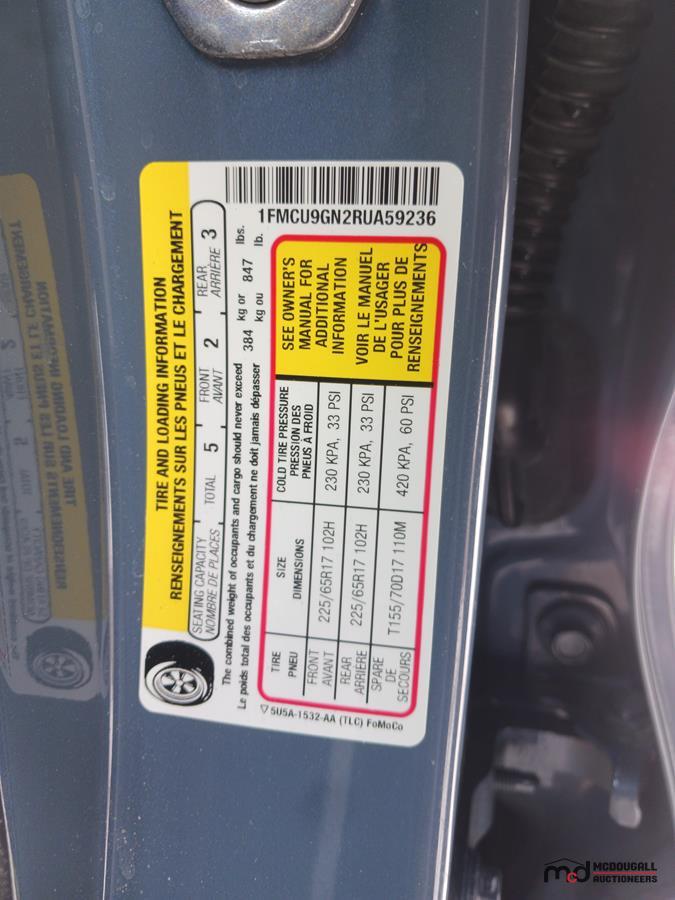 TIRE AND LOADING INFORMATION
RENSEIGNEMENTS SUR LES PNEUS ET LE CHARGEMENT
SEATING CAPACITY TOTAL 5 FRONT 2 REAR 3
NOMBRE DE PLACES AVANT ARRIÈRE
The combined weight of occupants and cargo should never exceed 384 kg or 847 lbs.
Le poids total des occupants et du chargement ne doit jamais dépasser kg ou lb.
1FMCU9GN2RUA59236
TIRE SIZE COLD TIRE PRESSURE
PNEU DIMENSIONS PRESSION DES
PNEUS À FROID
FRONT 225/65R17 102H 230 KPA, 33 PSI
AVANT
REAR 225/65R17 102H 230 KPA, 33 PSI
ARRIÈRE
SPARE T155/70D17 110M 420 KPA, 60 PSI
DE
SECOURS
SEE OWNER'S
MANUAL FOR
ADDITIONAL
INFORMATION
VOIR LE MANUEL
DE L'USAGER
POUR PLUS DE
RENSEIGNEMENTS
5U5A-1532-AA (TLC) FoMoCo
mcd MCDOUGALL
AUCTIONEERS